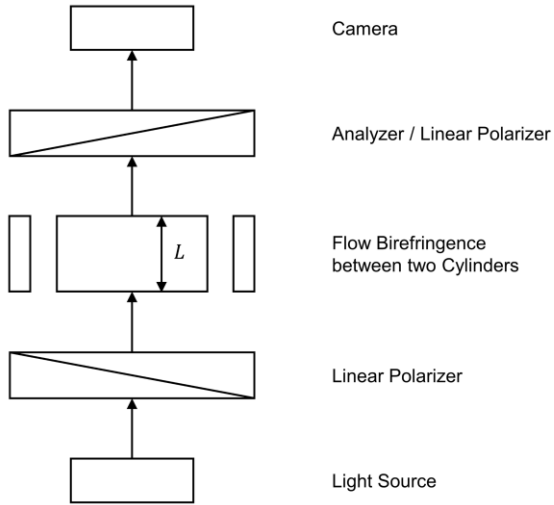 Camera
Analyzer / Linear Polarizer
L
Flow Birefringence
between two Cylinders
Linear Polarizer
Light Source